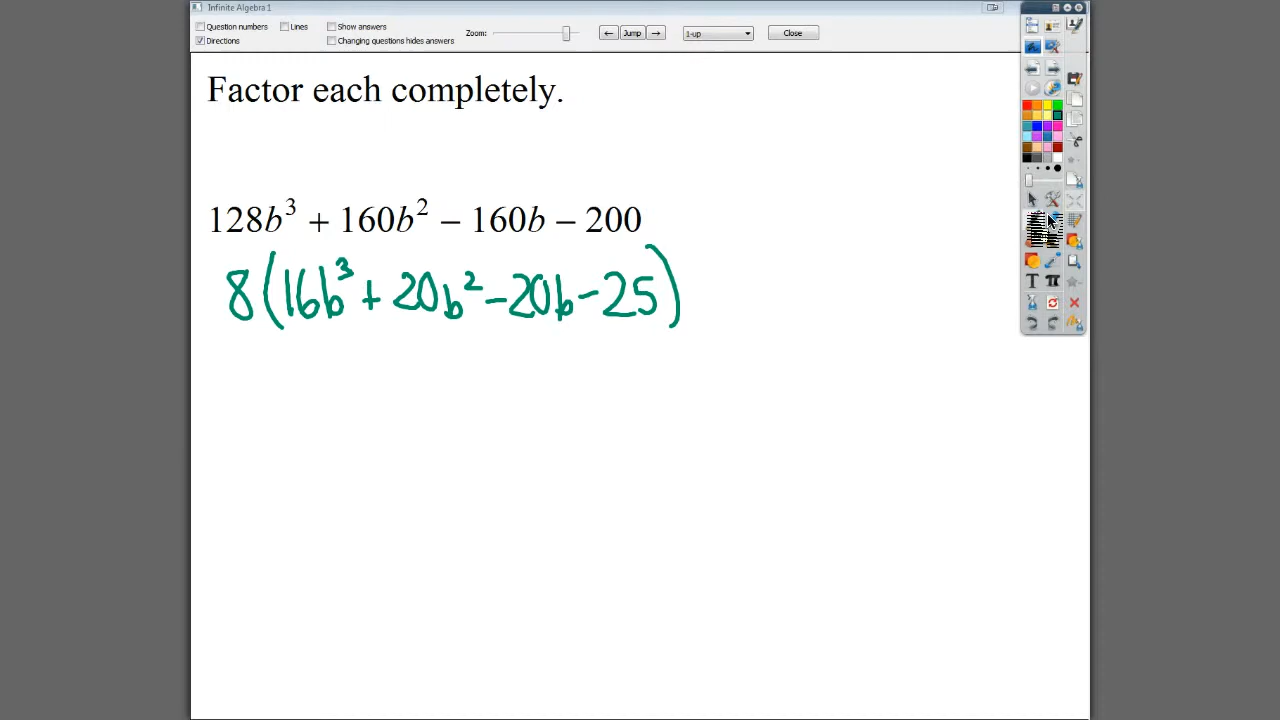 Infinite Algebra 1
Question numbers Lines Show answers
Directions Changing questions hides answers
Zoom: ← Jump → 1-up Close
Factor each completely.
128b³ + 160b² − 160b − 200
8(16b³ + 20b² − 20b − 25)
T π